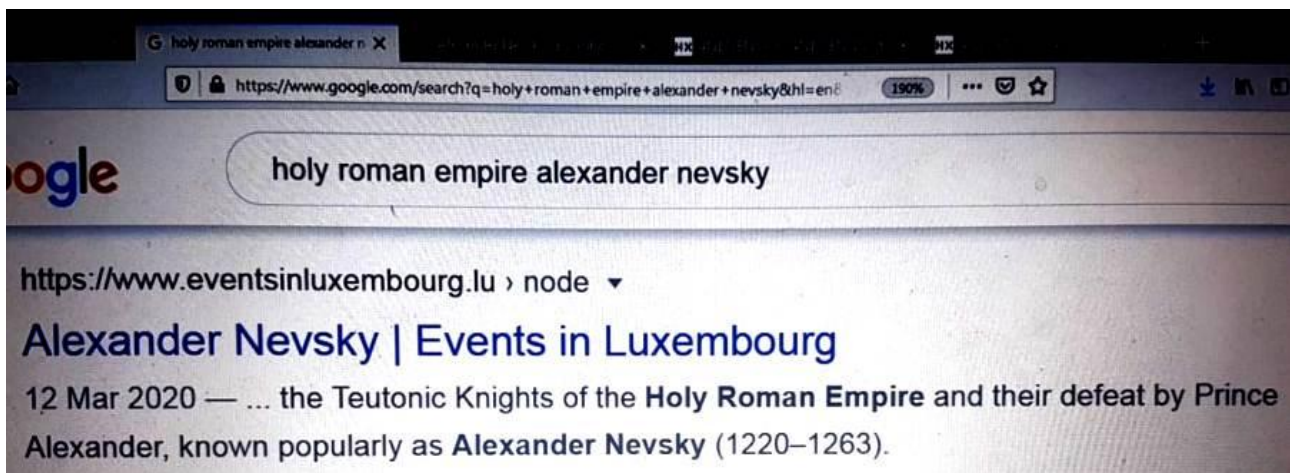 G holy roman empire alexander n X
HX
HX
https://www.google.com/search?q=holy+roman+empire+alexander+nevsky&hl=en&
190%
ogle
holy roman empire alexander nevsky
https://www.eventsinluxembourg.lu › node
Alexander Nevsky | Events in Luxembourg
12 Mar 2020 — ... the Teutonic Knights of the Holy Roman Empire and their defeat by Prince
Alexander, known popularly as Alexander Nevsky (1220–1263).